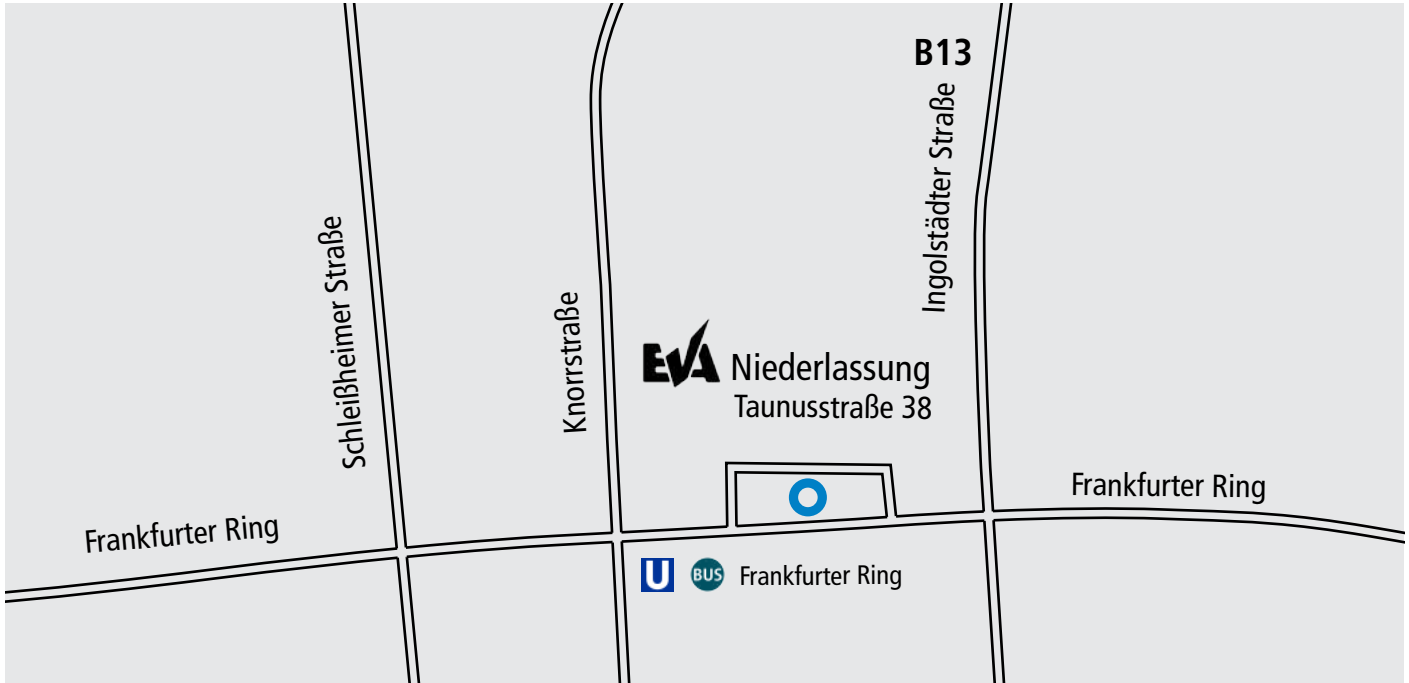 B13
Ingolstädter Straße
Schleißheimer Straße
Knorrstraße
EVA Niederlassung
Taunusstraße 38
Frankfurter Ring
Frankfurter Ring
U BUS Frankfurter Ring